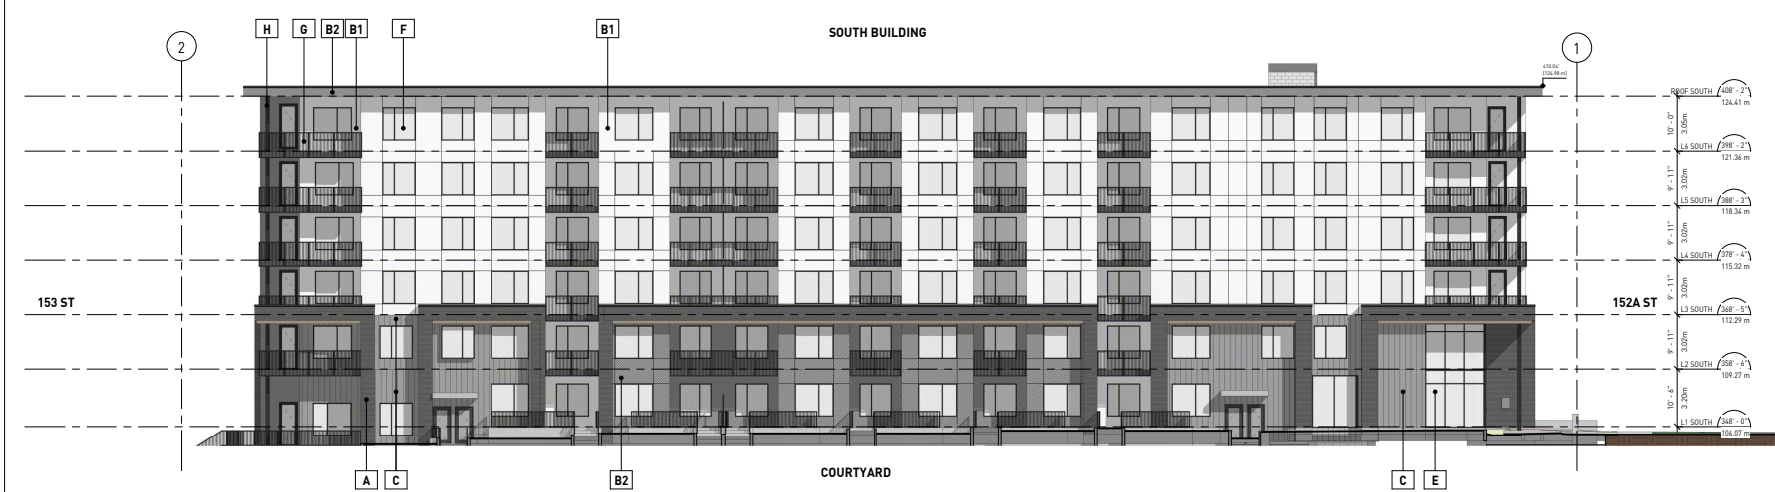 SOUTH BUILDING
H
G
B2
B1
F
B1
2
1
410.04'
[124.98 m]
ROOF SOUTH
408' - 2"
124.41 m
10' - 0"
3.05m
L6 SOUTH
398' - 2"
121.36 m
9' - 11"
3.02m
L5 SOUTH
388' - 3"
118.34 m
9' - 11"
3.02m
L4 SOUTH
378' - 4"
115.32 m
9' - 11"
3.02m
153 ST
152A ST
L3 SOUTH
368' - 5"
112.29 m
9' - 11"
3.02m
L2 SOUTH
358' - 6"
109.27 m
10' - 6"
3.20m
L1 SOUTH
348' - 0"
106.07 m
A
C
B2
COURTYARD
C
E